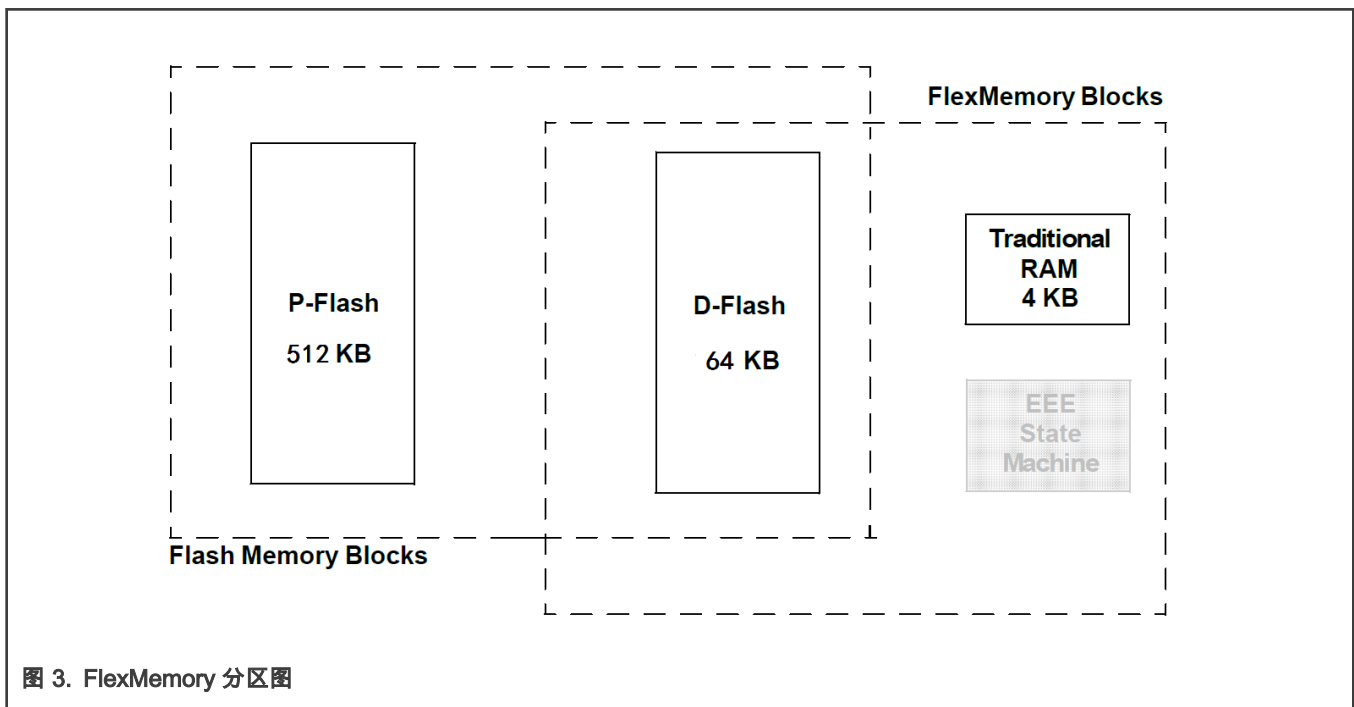 FlexMemory Blocks
Traditional
RAM
4 KB
P-Flash
512 KB
D-Flash
64 KB
EEE
State
Machine
Flash Memory Blocks
图 3. FlexMemory 分区图